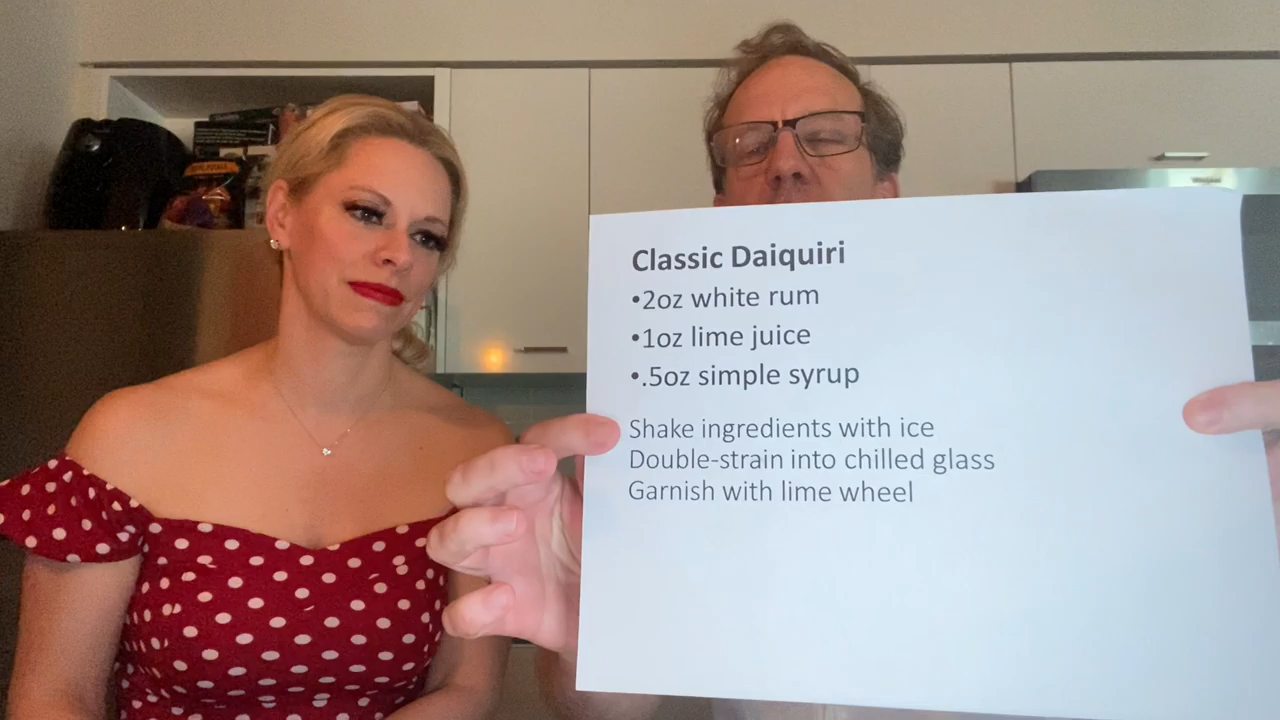 Classic Daiquiri
•2oz white rum
•1oz lime juice
•.5oz simple syrup
Shake ingredients with ice
Double-strain into chilled glass
Garnish with lime wheel